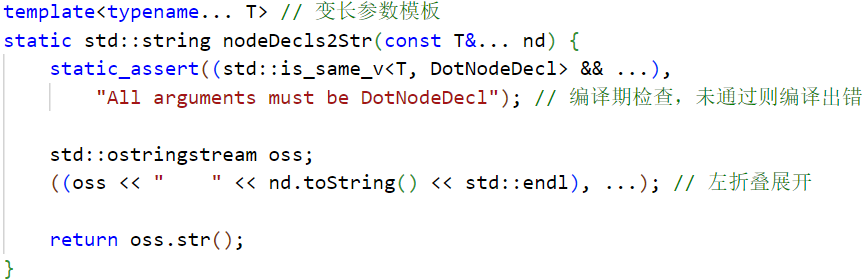 template<typename... T> // 变长参数模板
static std::string nodeDecls2Str(const T&... nd) {
    static_assert((std::is_same_v<T, DotNodeDecl> && ...),
        "All arguments must be DotNodeDecl"); // 编译期检查，未通过则编译出错
    std::ostringstream oss;
    ((oss << "    " << nd.toString() << std::endl), ...); // 左折叠展开
    return oss.str();
}